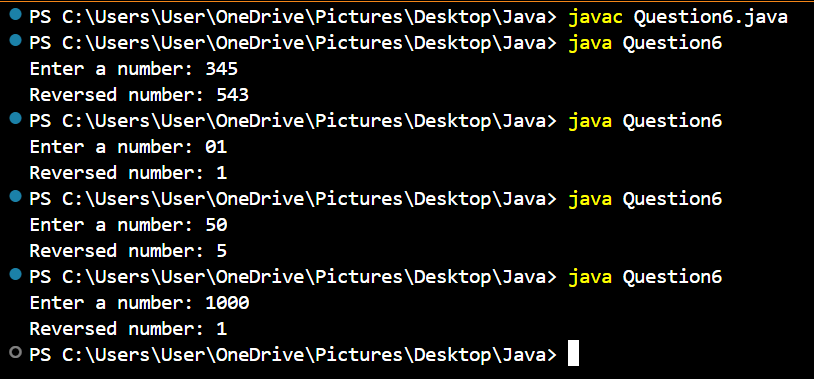 PS C:\Users\User\OneDrive\Pictures\Desktop\Java> javac Question6.java
PS C:\Users\User\OneDrive\Pictures\Desktop\Java> java Question6
Enter a number: 345
Reversed number: 543
PS C:\Users\User\OneDrive\Pictures\Desktop\Java> java Question6
Enter a number: 01
Reversed number: 1
PS C:\Users\User\OneDrive\Pictures\Desktop\Java> java Question6
Enter a number: 50
Reversed number: 5
PS C:\Users\User\OneDrive\Pictures\Desktop\Java> java Question6
Enter a number: 1000
Reversed number: 1
PS C:\Users\User\OneDrive\Pictures\Desktop\Java>